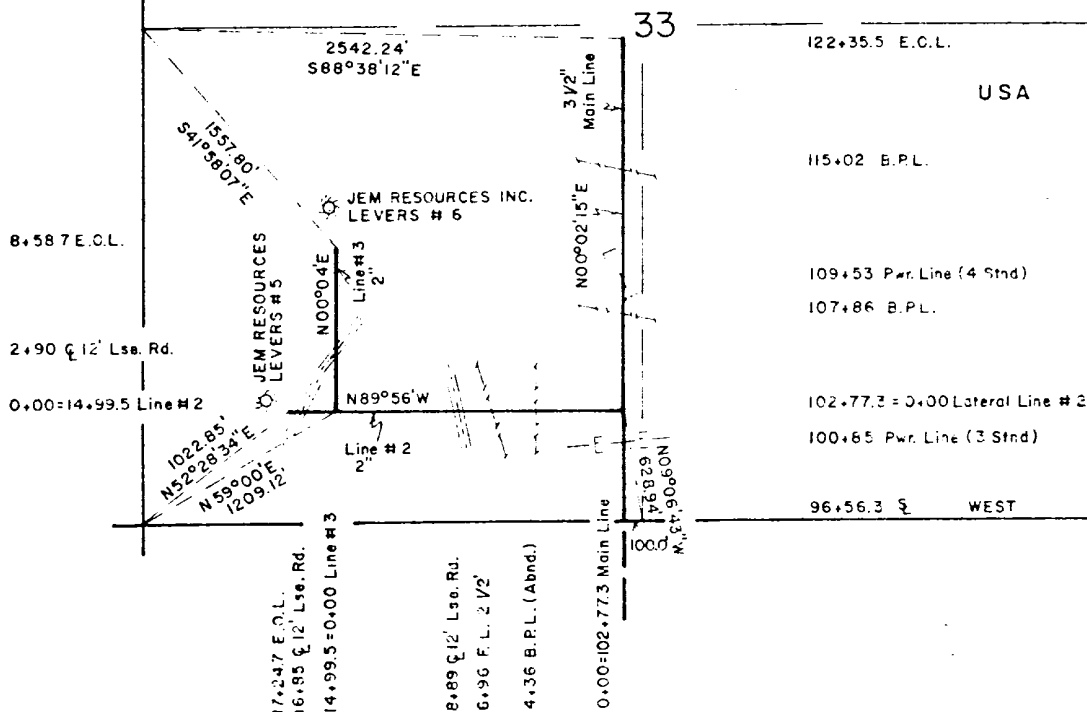 33
2542.24'
S88°38'12"E
122+35.5 E.O.L.
USA
3 1/2"
Main Line
1557.80'
S41°58'07"E
115+02 B.P.L.
JEM RESOURCES INC.
LEVERS # 6
8+58.7 E.O.L.
N00°04'E
Line #3
2"
N00°02'15"E
109+53 Pwr. Line (4 Stnd)
107+86 B.P.L.
JEM RESOURCES
LEVERS #5
2+90 ℄ 12' Lse. Rd.
0+00=14+99.5 Line #2
N89°56'W
102+77.3 = 0+00 Lateral Line # 2
Line # 2
2"
100+85 Pwr. Line (3 Stnd)
1022.85'
N52°28'34"E
N59°00'E
1209.12'
N09°06'43"W
628.94'
96+56.3 WEST
100.0'
17+24.7 E.O.L.
16+85 ℄ 12' Lse. Rd.
14+99.5=0+00 Line #3
8+89 ℄ 12' Lse. Rd.
6+96 F.L. 2 1/2'
4+36 B.P.L. (Abnd.)
0+00=102+77.3 Main Line